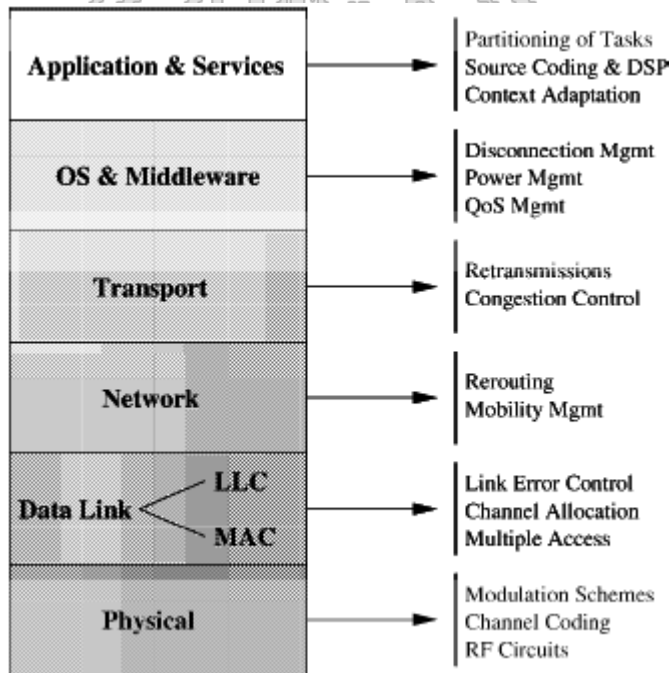 Application & Services
Partitioning of Tasks
Source Coding & DSP
Context Adaptation
OS & Middleware
Disconnection Mgmt
Power Mgmt
QoS Mgmt
Transport
Retransmissions
Congestion Control
Network
Rerouting
Mobility Mgmt
Data Link
LLC
MAC
Link Error Control
Channel Allocation
Multiple Access
Physical
Modulation Schemes
Channel Coding
RF Circuits